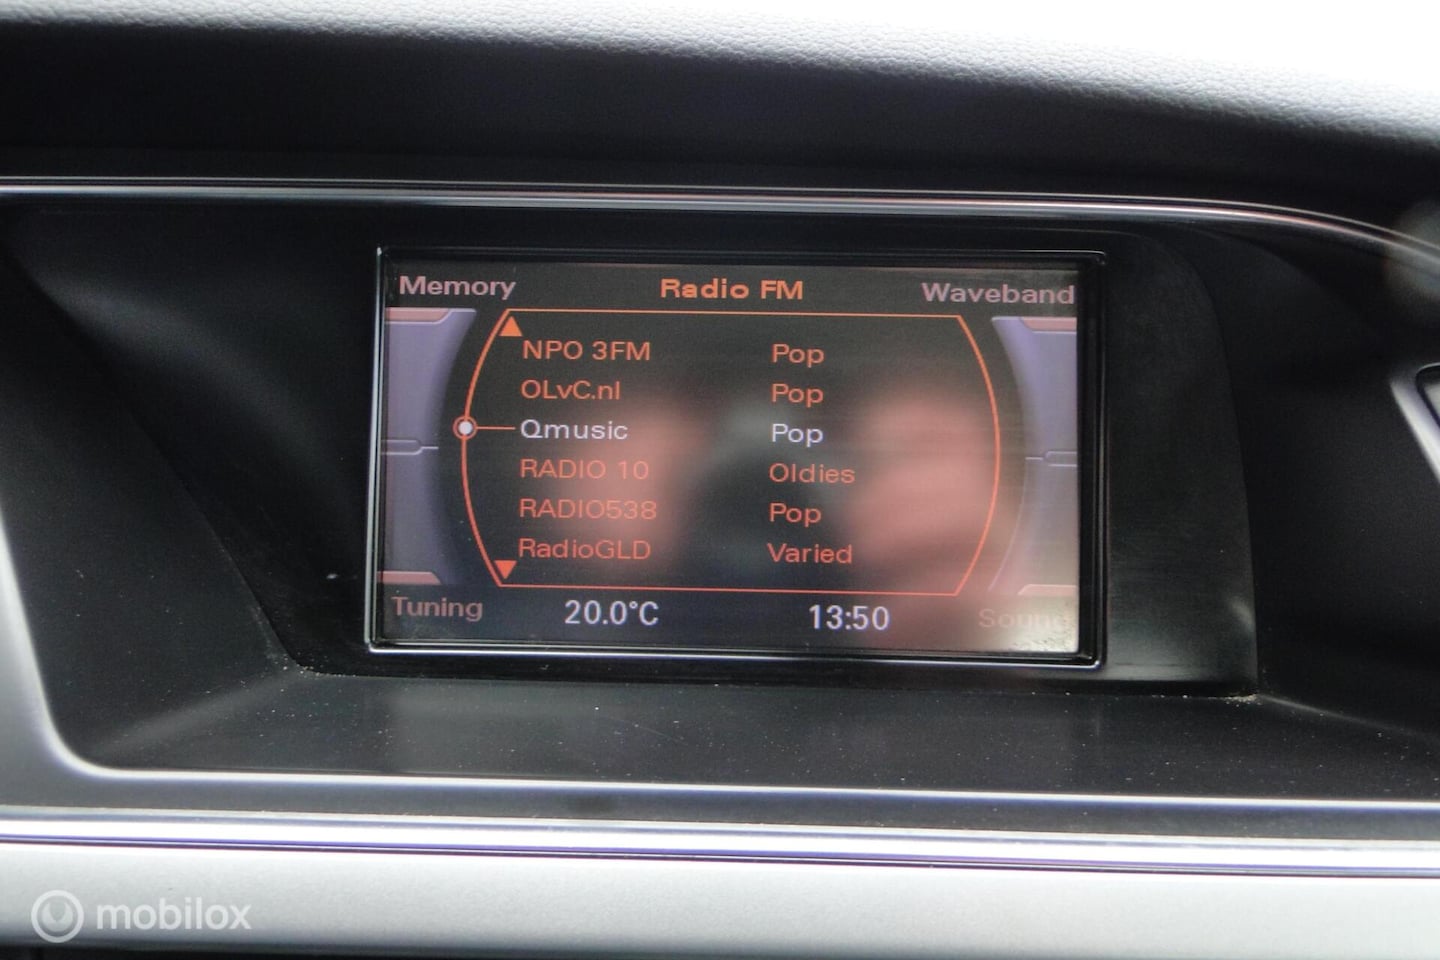 Memory Radio FM Waveband
NPO 3FM Pop
OLvC.nl Pop
Qmusic Pop
RADIO 10 Oldies
RADIO538 Pop
RadioGLD Varied
Tuning 20.0°C 13:50 Sound
mobilox